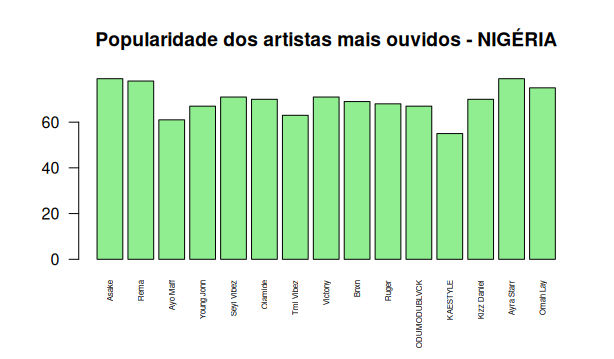 Popularidade dos artistas mais ouvidos - NIGÉRIA
60
40
20
0
Asake
Rema
Ayo Maff
Young Jonn
Seyi Vibez
Olamide
Tml Vibez
Victony
Bnxn
Ruger
ODUMODUBLVCK
KAESTYLE
Kizz Daniel
Ayra Starr
Omah Lay